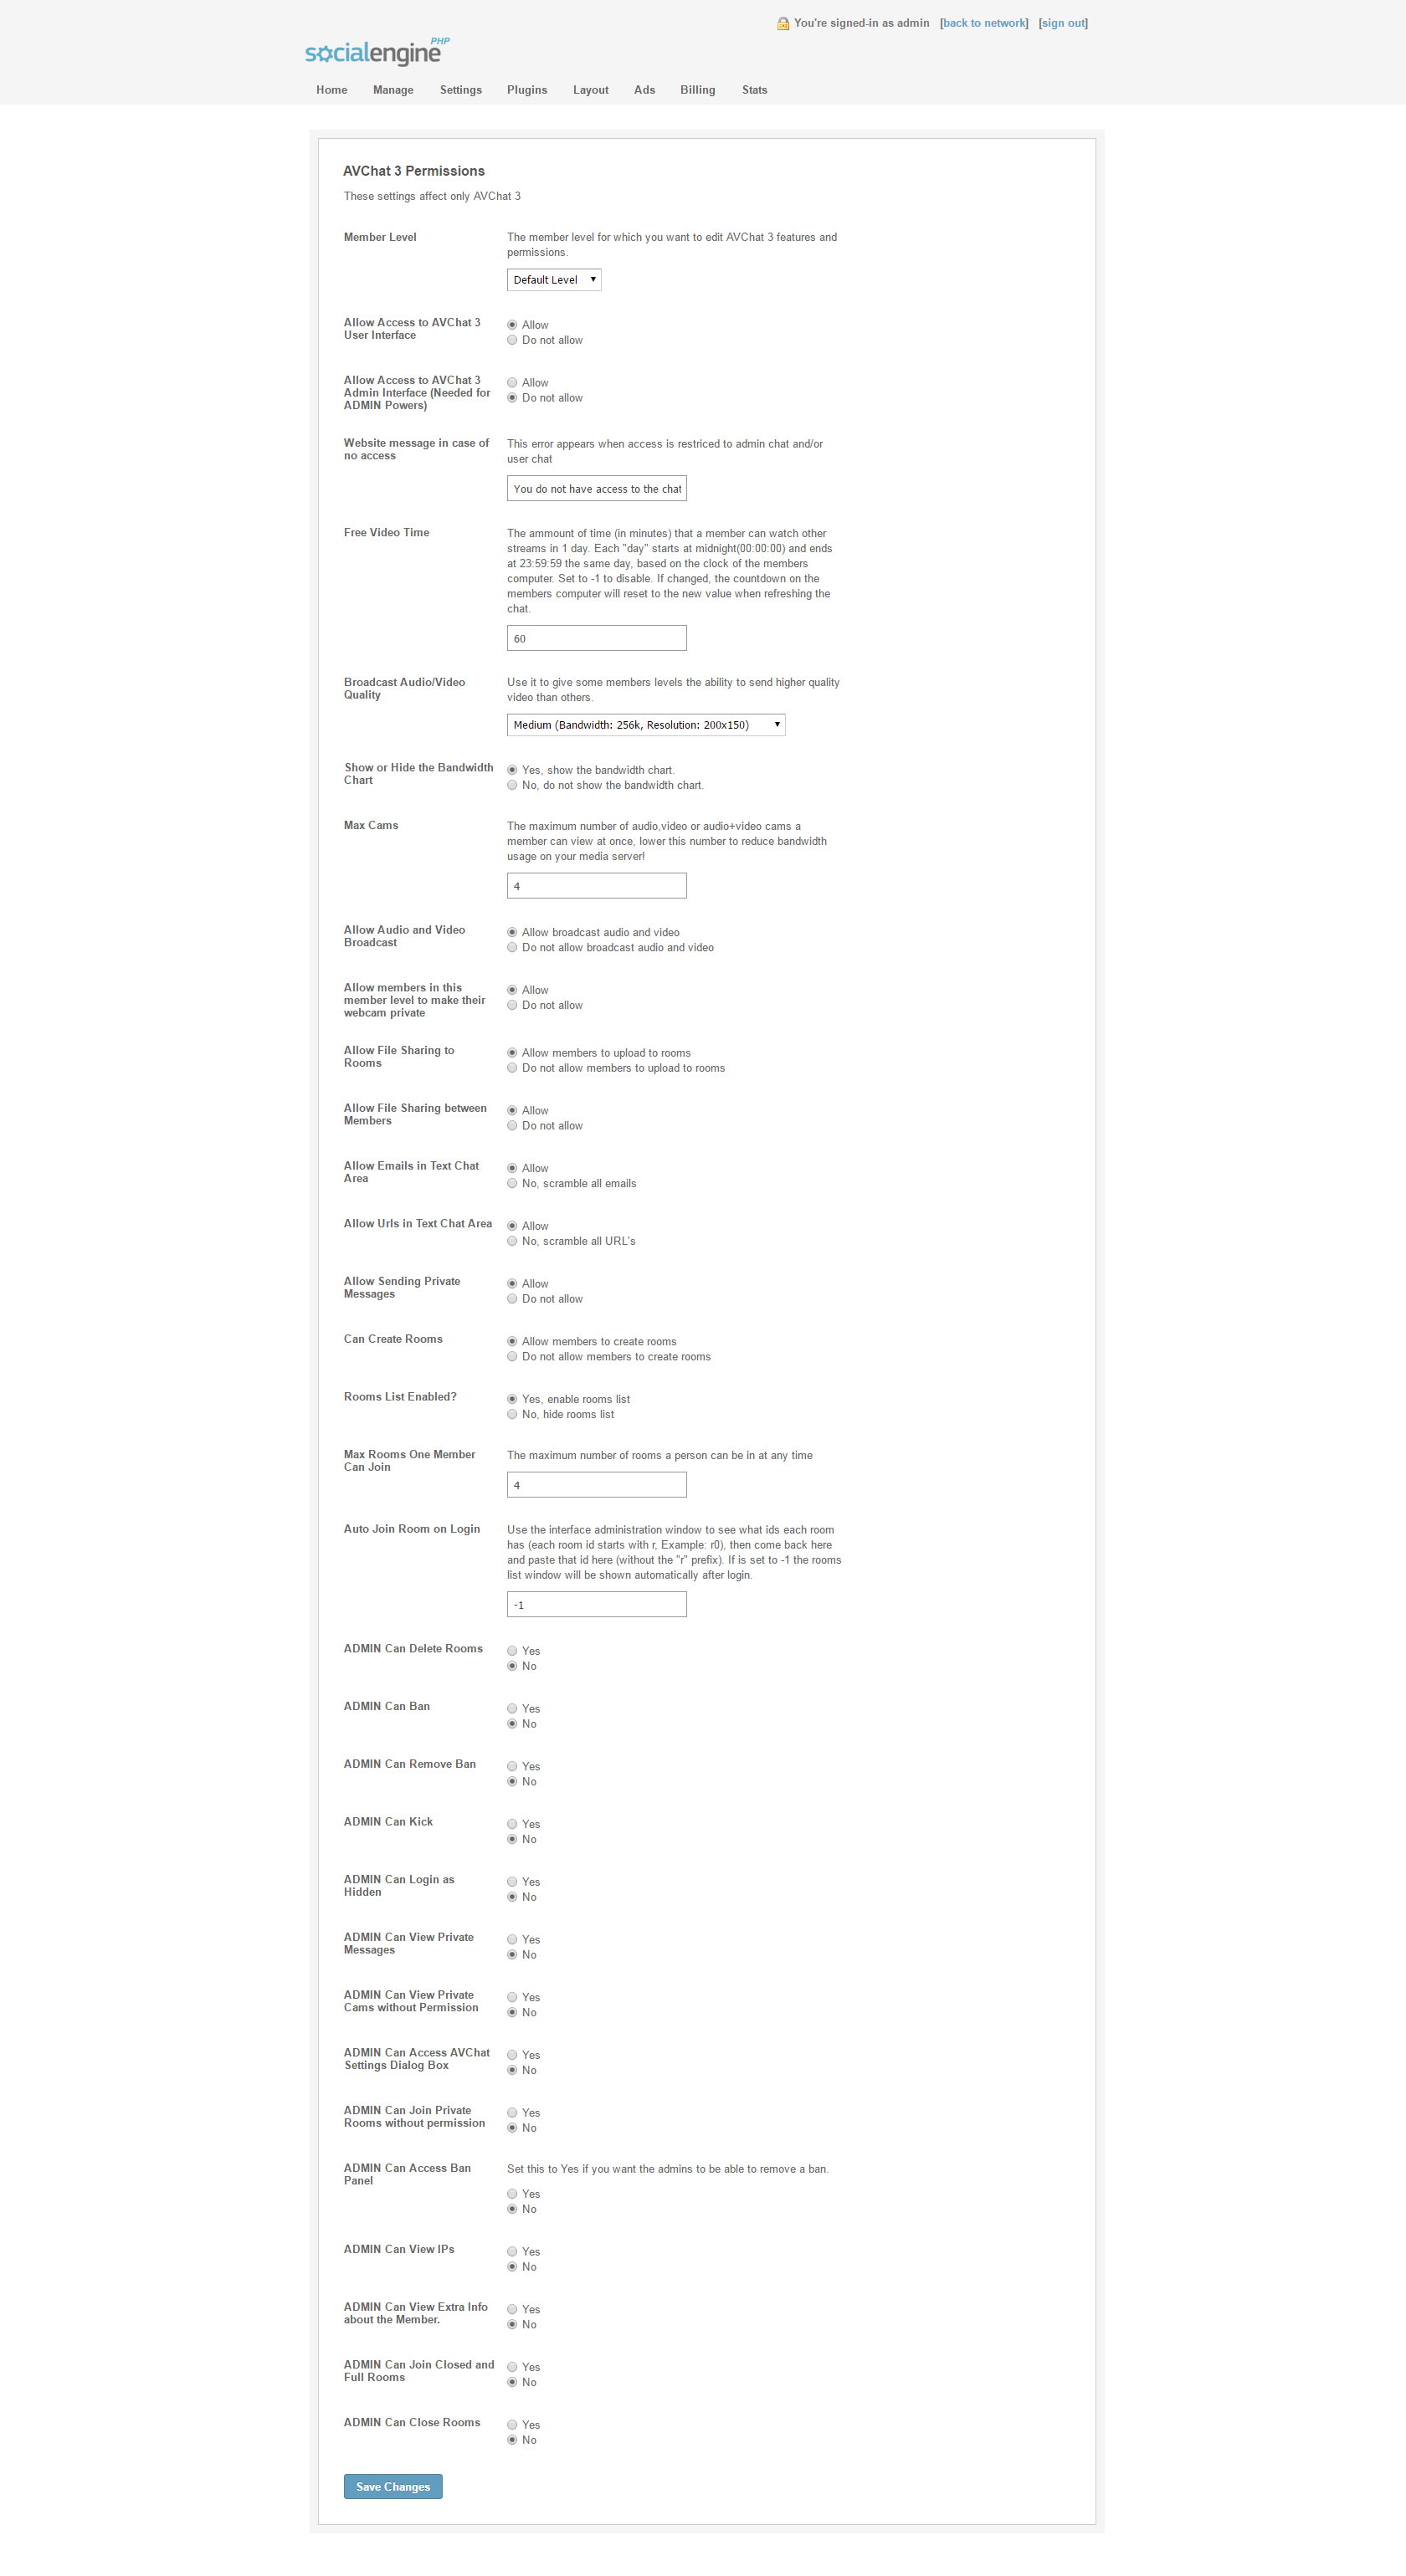 You're signed-in as admin [back to network] [sign out]
socialengine PHP
Home Manage Settings Plugins Layout Ads Billing Stats
AVChat 3 Permissions
These settings affect only AVChat 3
Member Level
The member level for which you want to edit AVChat 3 features and
permissions.
Default Level
Allow Access to AVChat 3
User Interface
Allow
Do not allow
Allow Access to AVChat 3
Admin Interface (Needed for
ADMIN Powers)
Allow
Do not allow
Website message in case of
no access
This error appears when access is restriced to admin chat and/or
user chat
You do not have access to the chat
Free Video Time
The ammount of time (in minutes) that a member can watch other
streams in 1 day. Each "day" starts at midnight(00:00:00) and ends
at 23:59:59 the same day, based on the clock of the members
computer. Set to -1 to disable. If changed, the countdown on the
members computer will reset to the new value when refreshing the
chat.
60
Broadcast Audio/Video
Quality
Use it to give some members levels the ability to send higher quality
video than others.
Medium (Bandwidth: 256k, Resolution: 200x150)
Show or Hide the Bandwidth
Chart
Yes, show the bandwidth chart.
No, do not show the bandwidth chart.
Max Cams
The maximum number of audio,video or audio+video cams a
member can view at once, lower this number to reduce bandwidth
usage on your media server!
4
Allow Audio and Video
Broadcast
Allow broadcast audio and video
Do not allow broadcast audio and video
Allow members in this
member level to make their
webcam private
Allow
Do not allow
Allow File Sharing to
Rooms
Allow members to upload to rooms
Do not allow members to upload to rooms
Allow File Sharing between
Members
Allow
Do not allow
Allow Emails in Text Chat
Area
Allow
No, scramble all emails
Allow Urls in Text Chat Area
Allow
No, scramble all URL's
Allow Sending Private
Messages
Allow
Do not allow
Can Create Rooms
Allow members to create rooms
Do not allow members to create rooms
Rooms List Enabled?
Yes, enable rooms list
No, hide rooms list
Max Rooms One Member
Can Join
The maximum number of rooms a person can be in at any time
4
Auto Join Room on Login
Use the interface administration window to see what ids each room
has (each room id starts with r, Example: r0), then come back here
and paste that id here (without the "r" prefix). If is set to -1 the rooms
list window will be shown automatically after login.
-1
ADMIN Can Delete Rooms
Yes
No
ADMIN Can Ban
Yes
No
ADMIN Can Remove Ban
Yes
No
ADMIN Can Kick
Yes
No
ADMIN Can Login as
Hidden
Yes
No
ADMIN Can View Private
Messages
Yes
No
ADMIN Can View Private
Cams without Permission
Yes
No
ADMIN Can Access AVChat
Settings Dialog Box
Yes
No
ADMIN Can Join Private
Rooms without permission
Yes
No
ADMIN Can Access Ban
Panel
Set this to Yes if you want the admins to be able to remove a ban.
Yes
No
ADMIN Can View IPs
Yes
No
ADMIN Can View Extra Info
about the Member.
Yes
No
ADMIN Can Join Closed and
Full Rooms
Yes
No
ADMIN Can Close Rooms
Yes
No
Save Changes